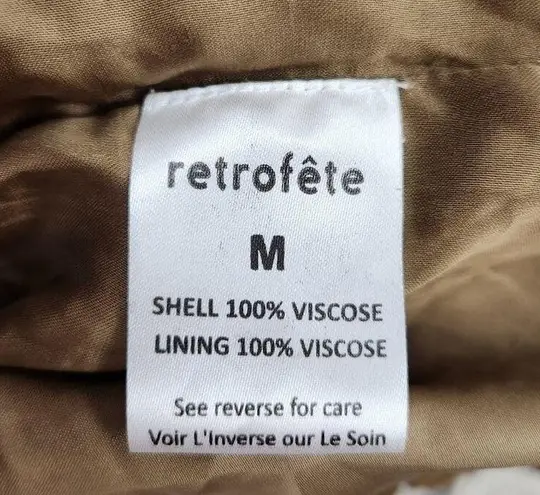 retrofête
M
SHELL 100% VISCOSE
LINING 100% VISCOSE
See reverse for care
Voir L'Inverse our Le Soin